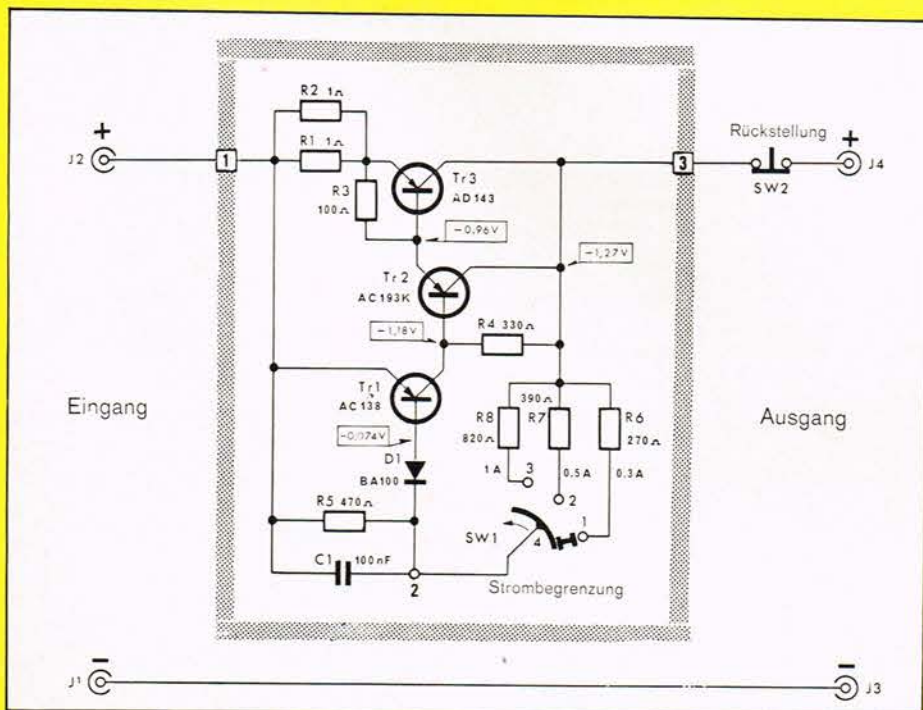 R2 1Ω
R1 1Ω
R3
100Ω
Tr3
AD143
+
J2
1
3
Rückstellung
+
J4
SW2
-0,96V
-1,27V
Tr2
AC193K
-1,18V
R4 330Ω
Tr1
AC138
-0,074V
Eingang
Ausgang
390Ω
R8
R7
R6
820Ω
270Ω
1A
3
0.5A
0.3A
2
1
D1
BA100
R5 470Ω
SW1
4
C1 100nF
2
Strombegrenzung
-
J1
-
J3